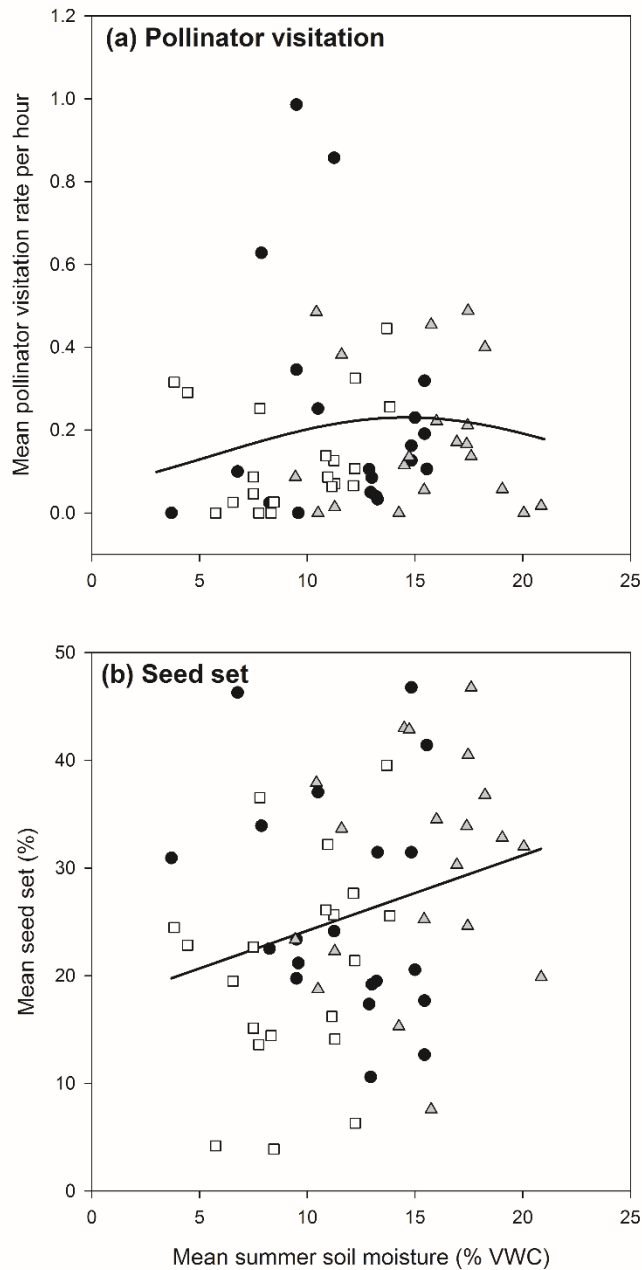 (a) Pollinator visitation
Mean pollinator visitation rate per hour
1.2
1.0
0.8
0.6
0.4
0.2
0.0
0 5 10 15 20 25
(b) Seed set
Mean seed set (%)
50
40
30
20
10
0
0 5 10 15 20 25
Mean summer soil moisture (% VWC)